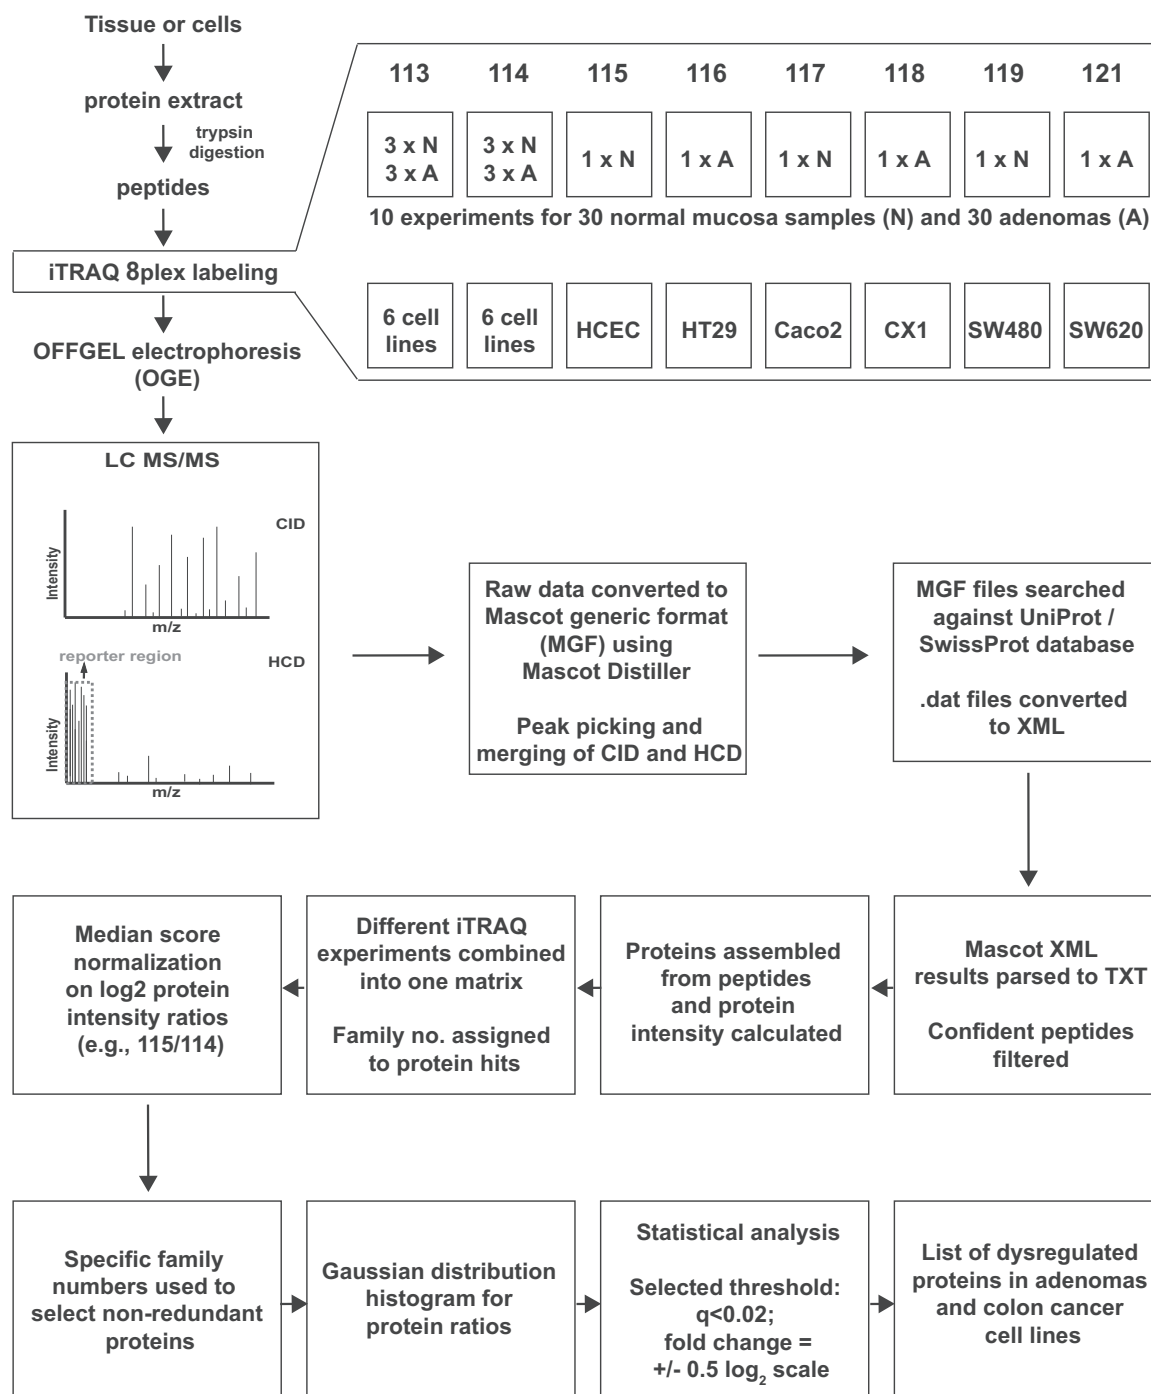 Tissue or cells
protein extract
trypsin
digestion
peptides
iTRAQ 8plex labeling
OFFGEL electrophoresis
(OGE)
113 114 115 116 117 118 119 121
3 x N
3 x A
3 x N
3 x A
1 x N
1 x A
1 x N
1 x A
1 x N
1 x A
10 experiments for 30 normal mucosa samples (N) and 30 adenomas (A)
6 cell
lines
6 cell
lines
HCEC
HT29
Caco2
CX1
SW480
SW620
LC MS/MS
CID
Intensity
m/z
reporter region
HCD
Intensity
m/z
Raw data converted to
Mascot generic format
(MGF) using
Mascot Distiller
Peak picking and
merging of CID and HCD
MGF files searched
against UniProt /
SwissProt database
.dat files converted
to XML
Mascot XML
results parsed to TXT
Confident peptides
filtered
Proteins assembled
from peptides
and protein
intensity calculated
Different iTRAQ
experiments combined
into one matrix
Family no. assigned
to protein hits
Median score
normalization
on log2 protein
intensity ratios
(e.g., 115/114)
Specific family
numbers used to
select non-redundant
proteins
Gaussian distribution
histogram for
protein ratios
Statistical analysis
Selected threshold:
q<0.02;
fold change =
+/- 0.5 log₂ scale
List of dysregulated
proteins in adenomas
and colon cancer
cell lines